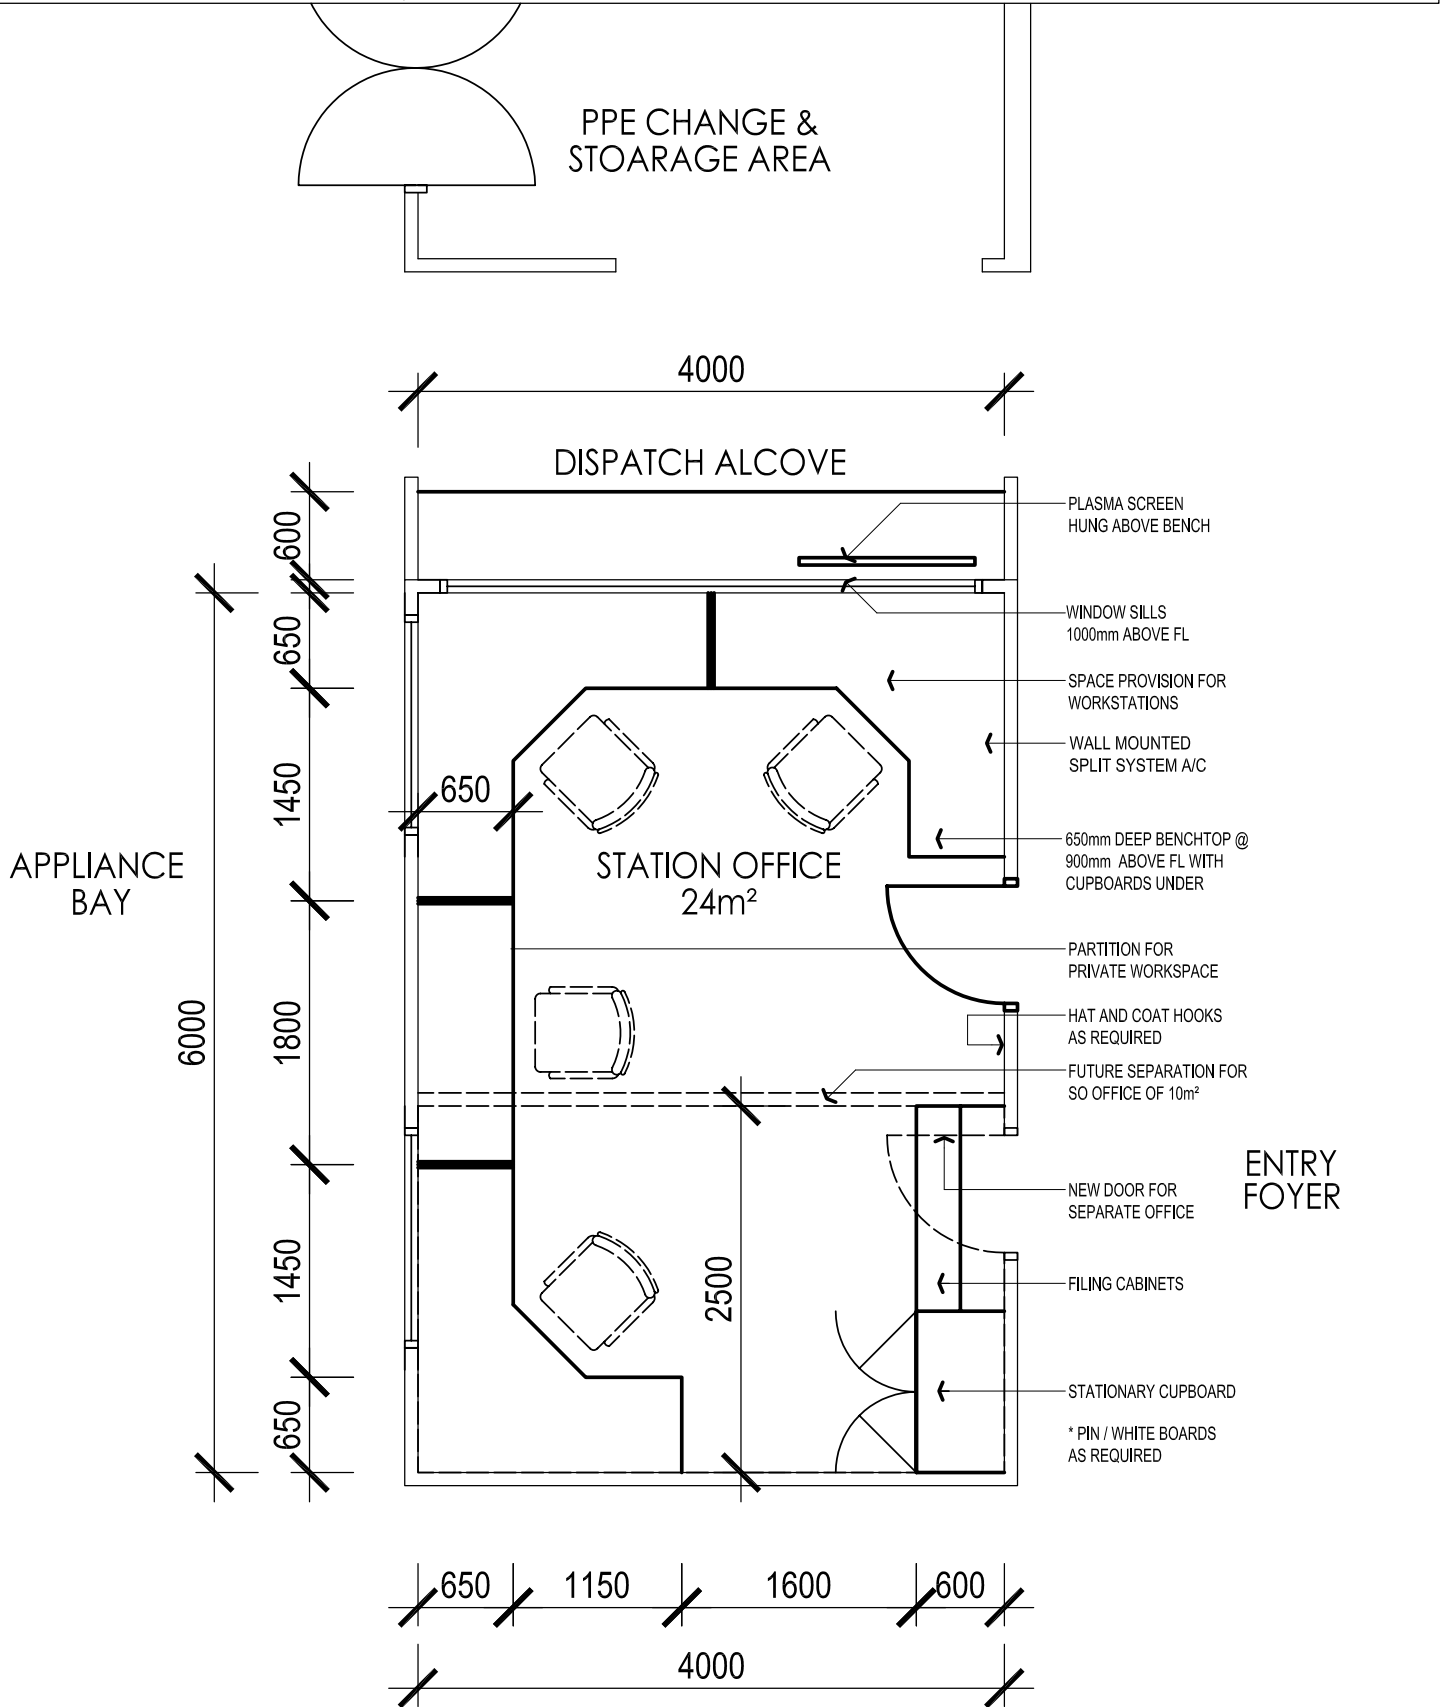 PPE CHANGE &
STOARAGE AREA
4000
DISPATCH ALCOVE
PLASMA SCREEN
HUNG ABOVE BENCH
600
WINDOW SILLS
1000mm ABOVE FL
650
SPACE PROVISION FOR
WORKSTATIONS
WALL MOUNTED
SPLIT SYSTEM A/C
1450
650
650mm DEEP BENCHTOP @
900mm ABOVE FL WITH
CUPBOARDS UNDER
APPLIANCE
BAY
STATION OFFICE
24m²
PARTITION FOR
PRIVATE WORKSPACE
6000
1800
HAT AND COAT HOOKS
AS REQUIRED
FUTURE SEPARATION FOR
SO OFFICE OF 10m²
ENTRY
FOYER
NEW DOOR FOR
SEPARATE OFFICE
1450
2500
FILING CABINETS
STATIONARY CUPBOARD
650
* PIN / WHITE BOARDS
AS REQUIRED
650
1150
1600
600
4000